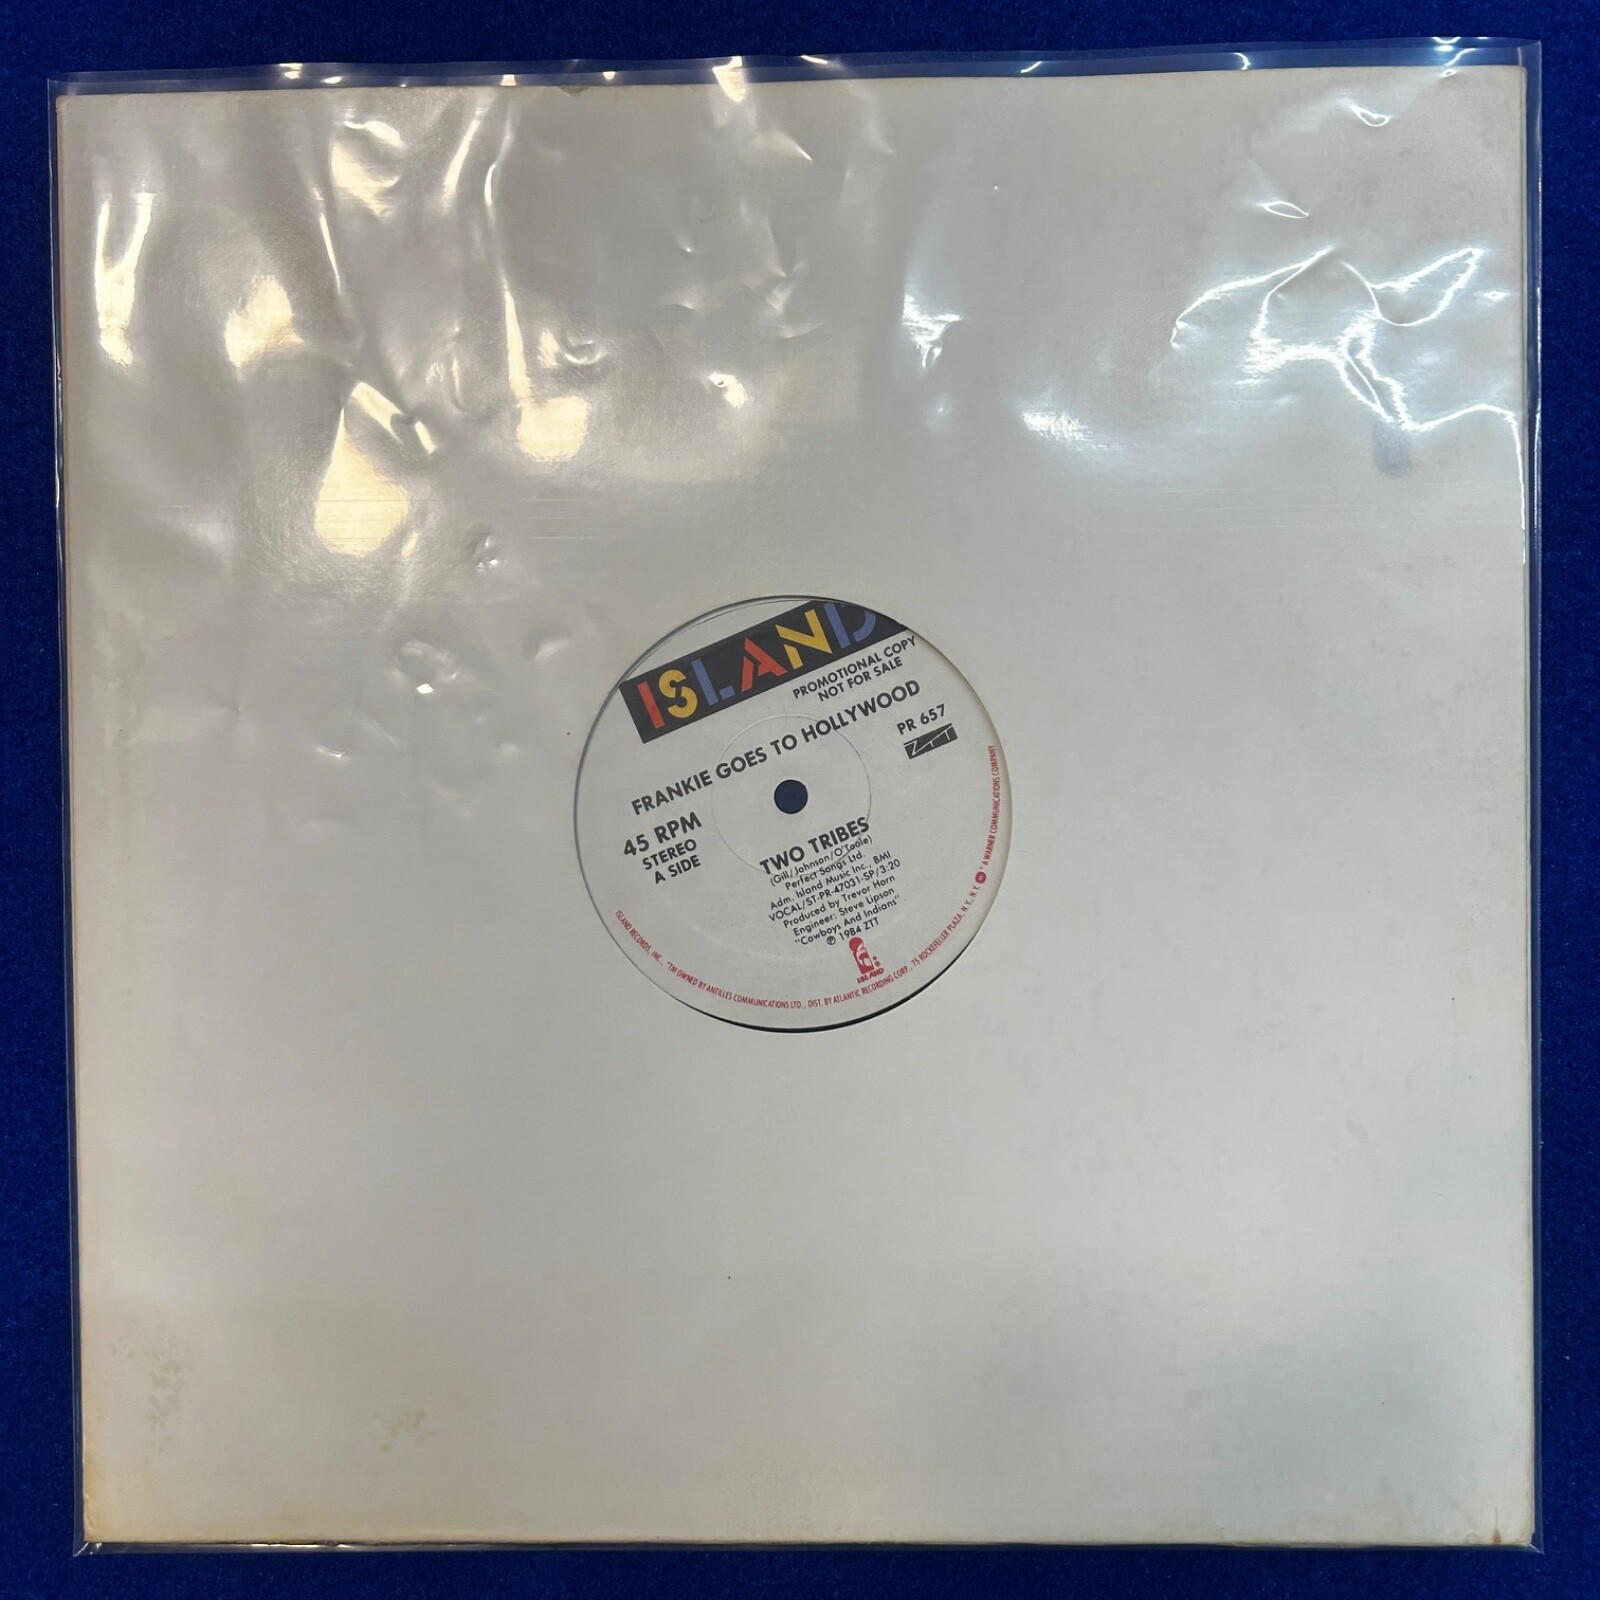 ISLAND
PROMOTIONAL COPY
NOT FOR SALE
FRANKIE GOES TO HOLLYWOOD
PR 657
ZTT
45 RPM
STEREO
A SIDE
TWO TRIBES
(Gill/Johnson/O'Toole)
Perfect Songs Ltd.
Adm. Island Music Inc., BMI
VOCAL/ST-PR-47031-SP/3:20
Produced by Trevor Horn
Engineer: Steve Lipson
"Cowboys And Indians"
℗ 1984 ZTT
ISLAND
ISLAND RECORDS, INC., *TM OWNED BY ANTILLES COMMUNICATIONS LTD., DIST. BY ATLANTIC RECORDING CORP., 75 ROCKEFELLER PLAZA, N.Y., N.Y. * A WARNER COMMUNICATIONS COMPANY